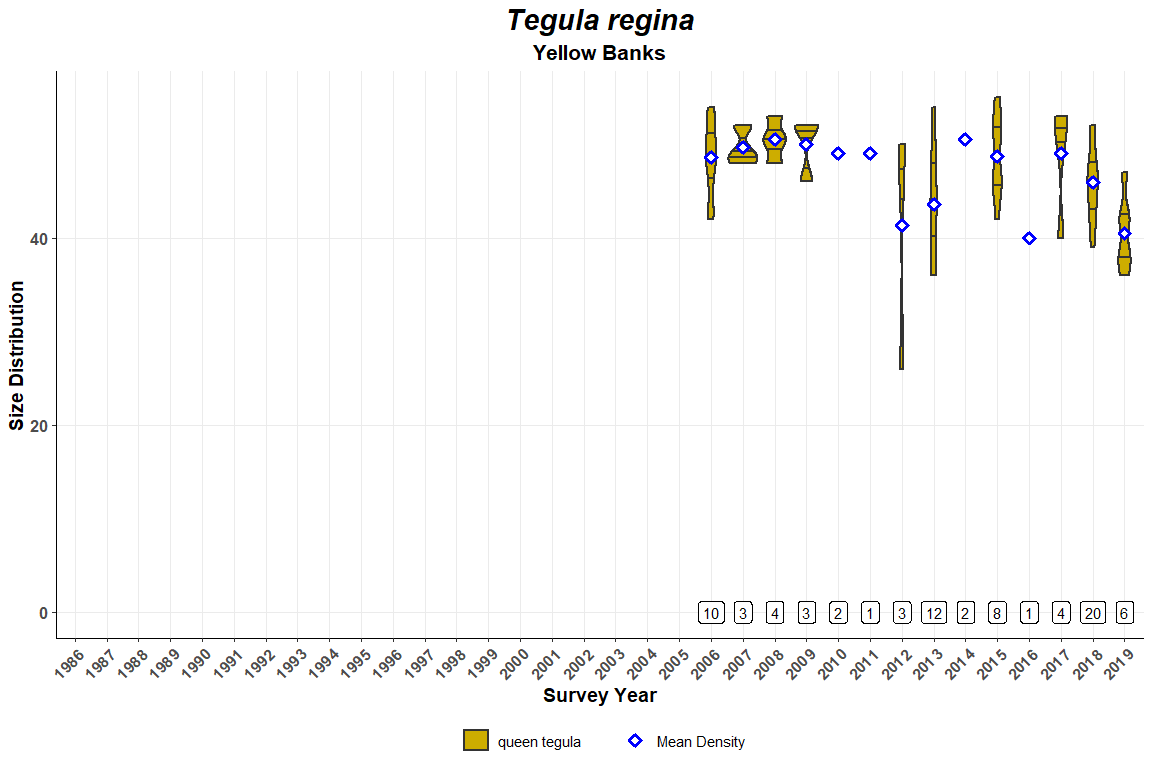 Tegula regina
Yellow Banks
Size Distribution
40
20
0
10 3 4 3 2 1 3 12 2 8 1 4 20 6
1986 1987 1988 1989 1990 1991 1992 1993 1994 1995 1996 1997 1998 1999 2000 2001 2002 2003 2004 2005 2006 2007 2008 2009 2010 2011 2012 2013 2014 2015 2016 2017 2018 2019
Survey Year
queen tegula Mean Density